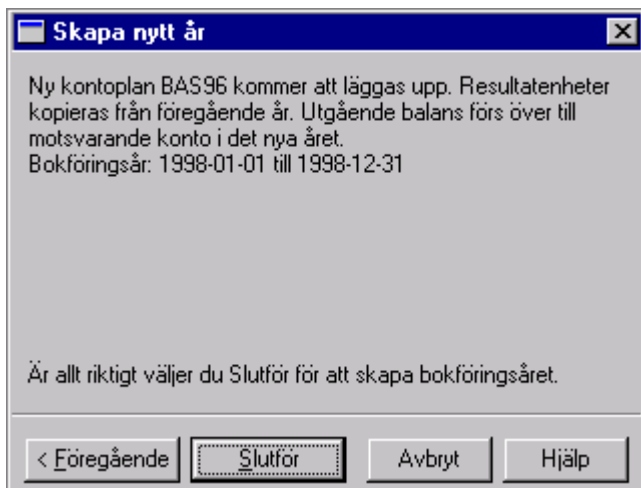 Skapa nytt år
Ny kontoplan BAS96 kommer att läggas upp. Resultatenheter
kopieras från föregående år. Utgående balans förs över till
motsvarande konto i det nya året.
Bokföringsår: 1998-01-01 till 1998-12-31
Är allt riktigt väljer du Slutför för att skapa bokföringsåret.
< Föregående Slutför Avbryt Hjälp